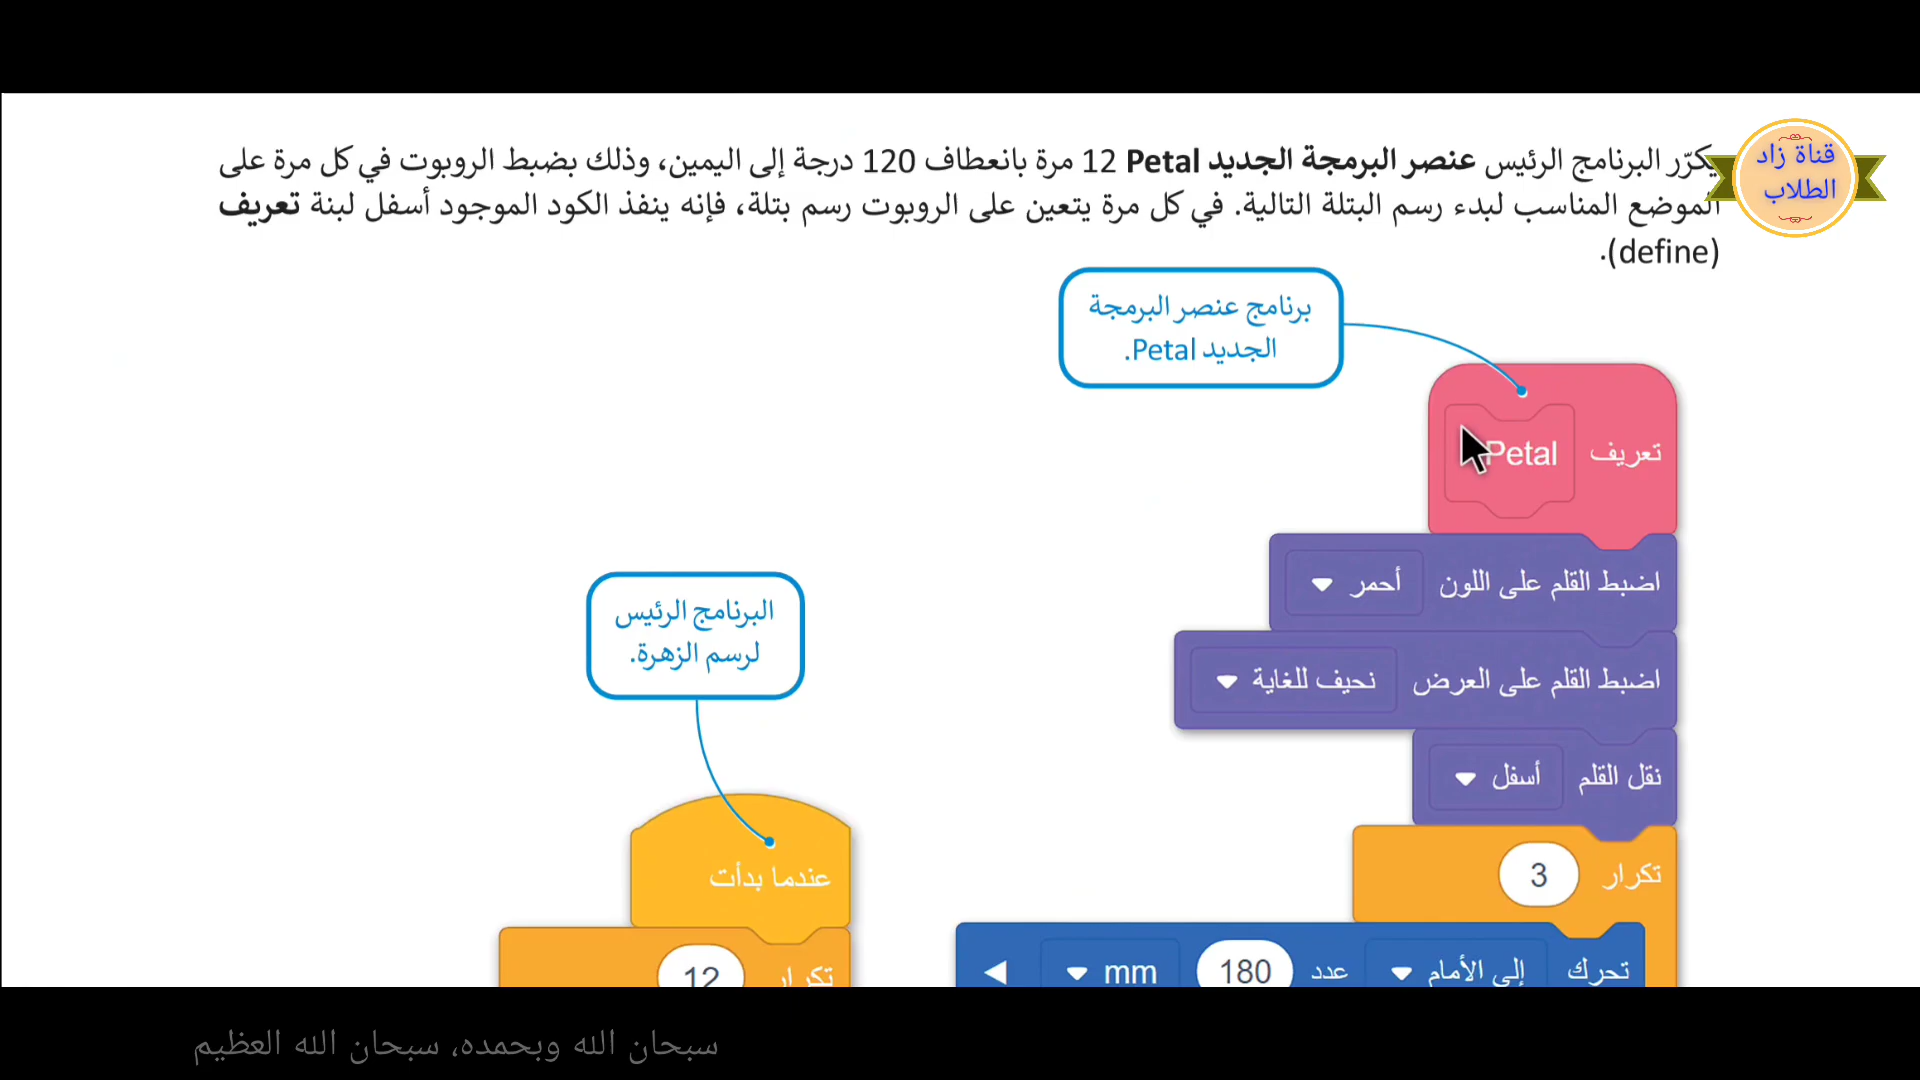 يكرّر البرنامج الرئيس عنصر البرمجة الجديد Petal 12 مرة بانعطاف 120 درجة إلى اليمين، وذلك بضبط الروبوت في كل مرة على
الموضع المناسب لبدء رسم البتلة التالية. في كل مرة يتعين على الروبوت رسم بتلة، فإنه ينفذ الكود الموجود أسفل لبنة تعريف
(define).
قناة زاد
الطلاب
برنامج عنصر البرمجة
الجديد Petal.
تعريف Petal
اضبط القلم على اللون أحمر
اضبط القلم على العرض نحيف للغاية
نقل القلم أسفل
تكرار 3
تحرك إلى الأمام عدد 180 mm
البرنامج الرئيس
لرسم الزهرة.
عندما بدأت
تكرار 12
سبحان الله وبحمده، سبحان الله العظيم